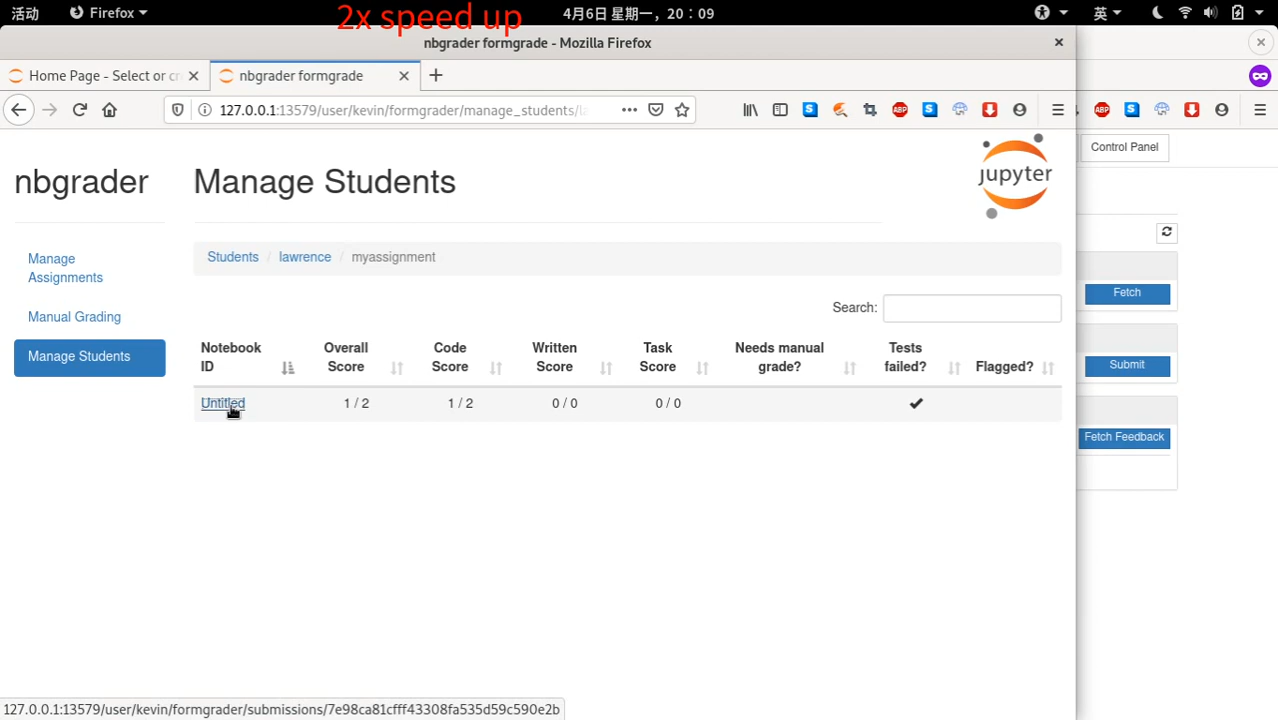 活动 Firefox 2x speed up 4月6日 星期一，20：09 英
nbgrader formgrade - Mozilla Firefox
Home Page - Select or cr nbgrader formgrade
127.0.0.1:13579/user/kevin/formgrader/manage_students/la
ABP S ABP S
Control Panel
nbgrader
Manage Students
jupyter
Manage Assignments
Manual Grading
Manage Students
Students / lawrence / myassignment
Search:
Notebook ID Overall Score Code Score Written Score Task Score Needs manual grade? Tests failed? Flagged?
Untitled 1 / 2 1 / 2 0 / 0 0 / 0 ✔
Fetch
Submit
Fetch Feedback
127.0.0.1:13579/user/kevin/formgrader/submissions/7e98ca81cfff43308fa535d59c590e2b